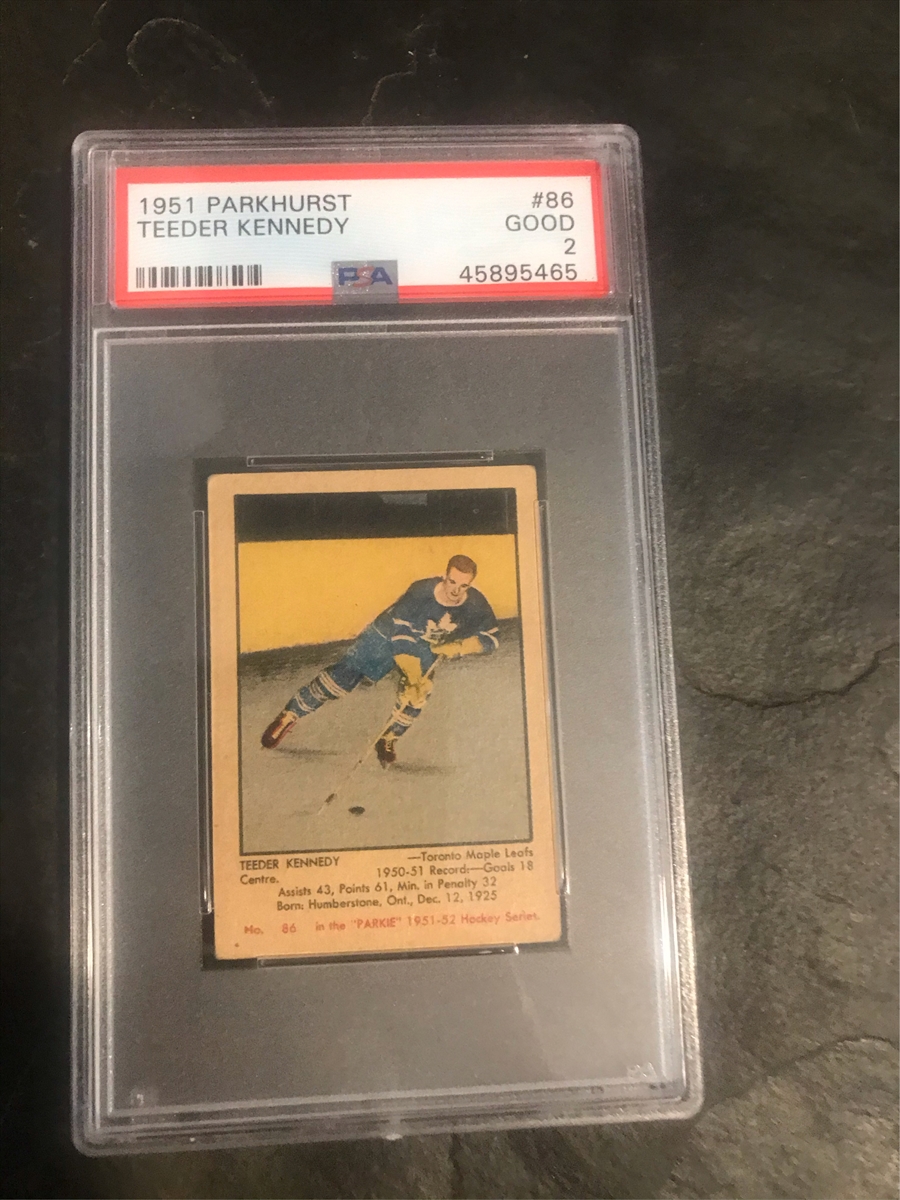 1951 PARKHURST #86
TEEDER KENNEDY GOOD
2
PSA 45895465
TEEDER KENNEDY —Toronto Maple Leafs
Centre. 1950-51 Record:—Goals 18
Assists 43, Points 61, Min. in Penalty 32
Born: Humberstone, Ont., Dec. 12, 1925
No. 86 in the "PARKIE" 1951-52 Hockey Series.
PSA